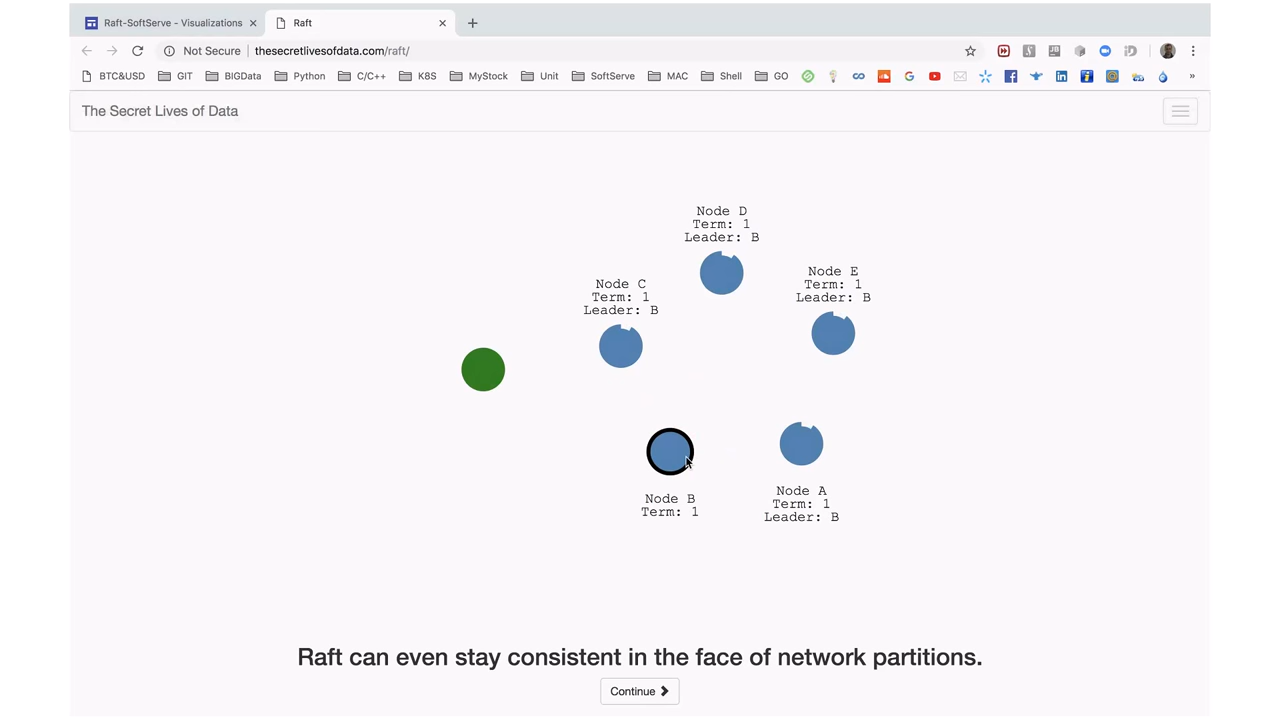 Raft-SoftServe - Visualizations
Raft
Not Secure
thesecretlivesofdata.com/raft/
BTC&USD GIT BIGData Python C/C++ K8S MyStock Unit SoftServe MAC Shell GO
The Secret Lives of Data
Node D
Term: 1
Leader: B
Node E
Term: 1
Leader: B
Node C
Term: 1
Leader: B
Node B
Term: 1
Node A
Term: 1
Leader: B
Raft can even stay consistent in the face of network partitions.
Continue